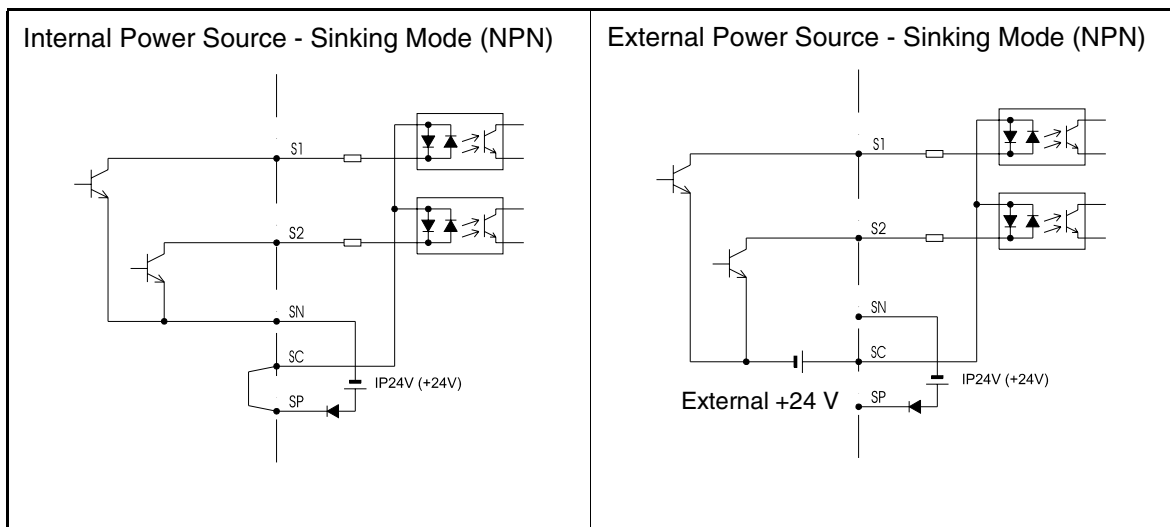 Internal Power Source - Sinking Mode (NPN)
S1
S2
SN
SC
IP24V (+24V)
SP
External Power Source - Sinking Mode (NPN)
S1
S2
SN
SC
IP24V (+24V)
External +24 V
SP